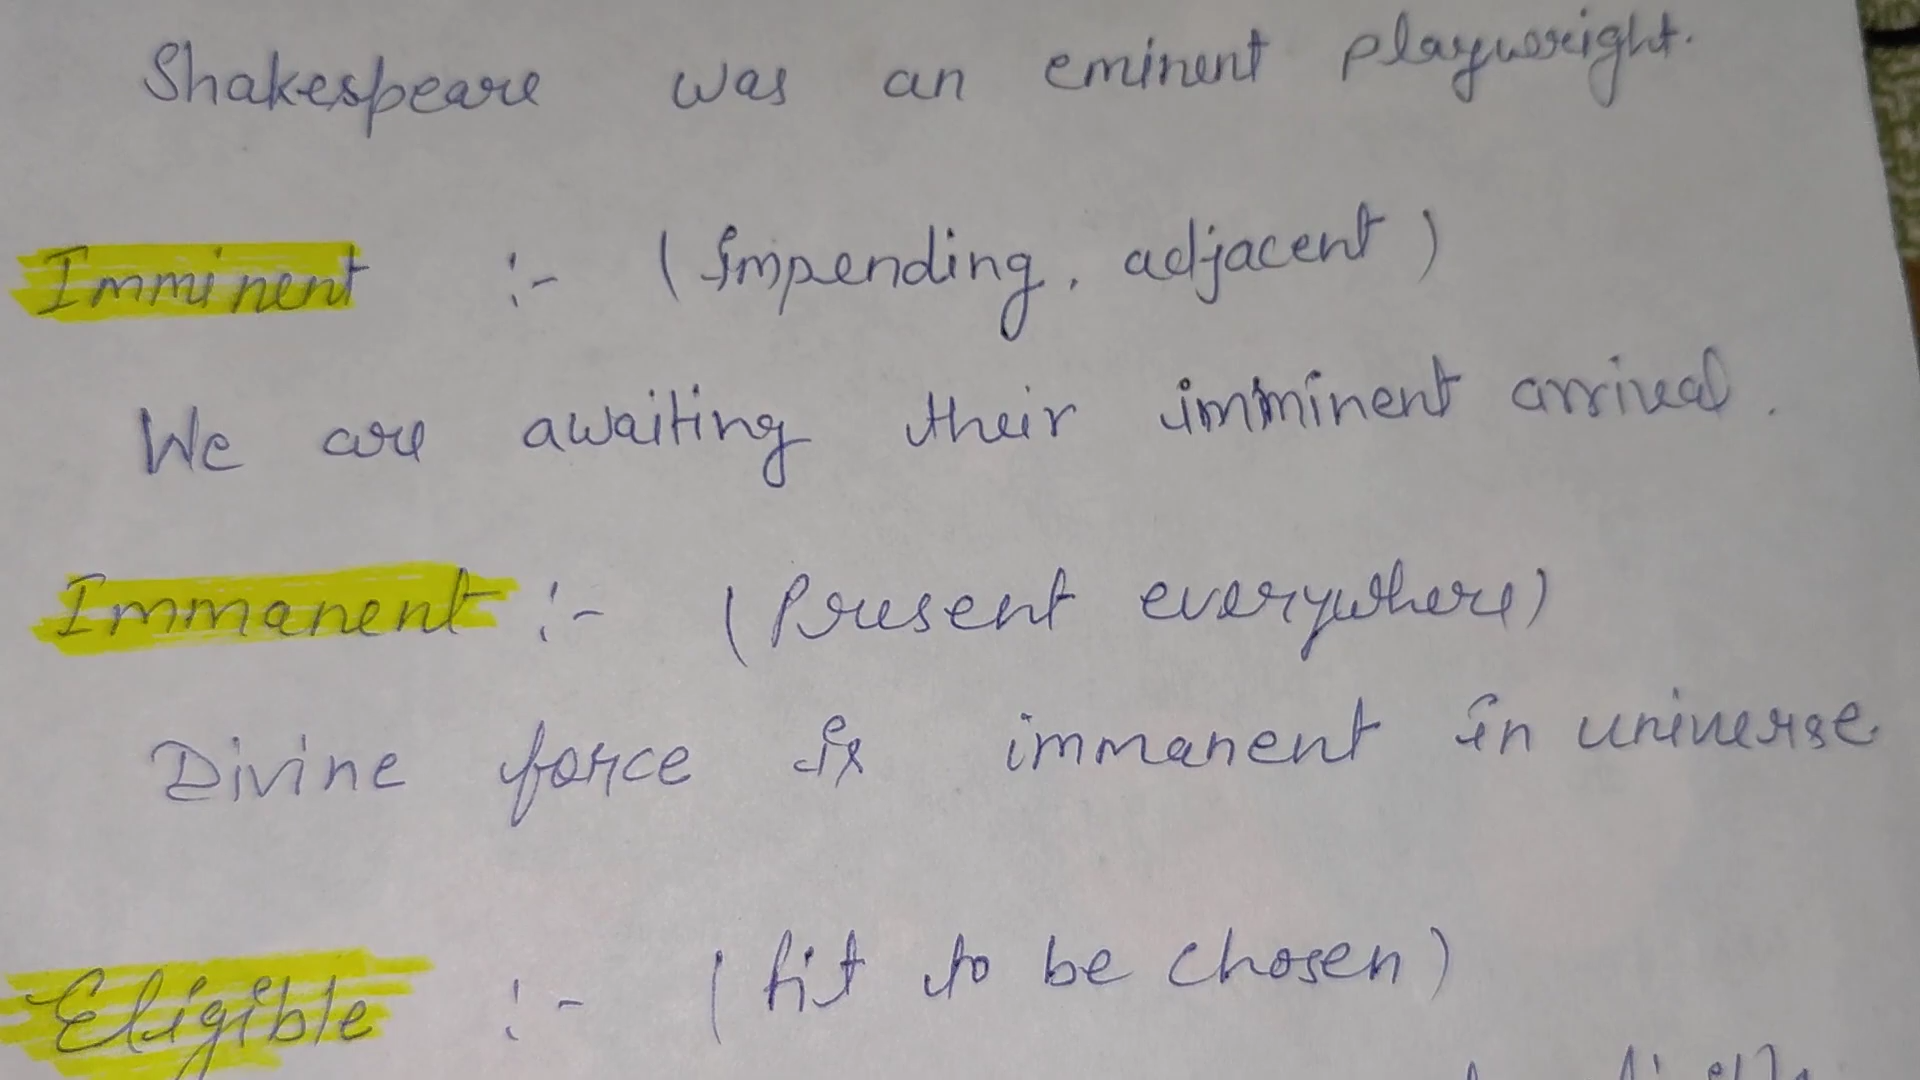 Shakespeare was an eminent playwright.
Imminent :- (Impending, adjacent)
We are awaiting their imminent arrival.
Immanent :- (Present everywhere)
Divine force is immanent in universe
Eligible :- (fit to be chosen)